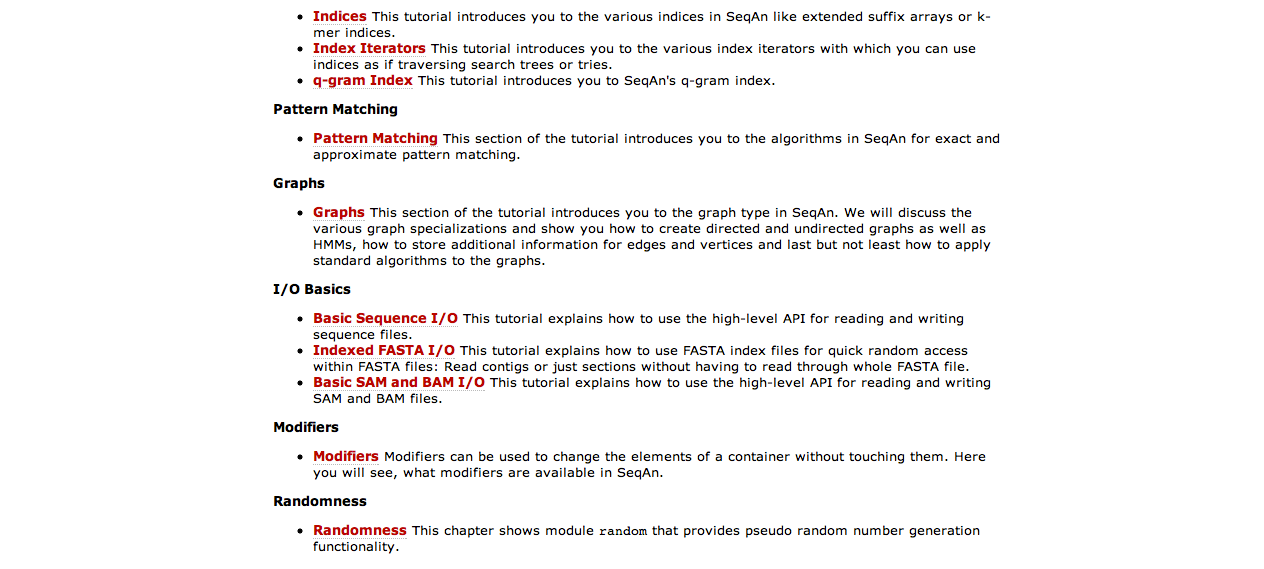 Indices This tutorial introduces you to the various indices in SeqAn like extended suffix arrays or k-
mer indices.
Index Iterators This tutorial introduces you to the various index iterators with which you can use
indices as if traversing search trees or tries.
q-gram Index This tutorial introduces you to SeqAn's q-gram index.
Pattern Matching
Pattern Matching This section of the tutorial introduces you to the algorithms in SeqAn for exact and
approximate pattern matching.
Graphs
Graphs This section of the tutorial introduces you to the graph type in SeqAn. We will discuss the
various graph specializations and show you how to create directed and undirected graphs as well as
HMMs, how to store additional information for edges and vertices and last but not least how to apply
standard algorithms to the graphs.
I/O Basics
Basic Sequence I/O This tutorial explains how to use the high-level API for reading and writing
sequence files.
Indexed FASTA I/O This tutorial explains how to use FASTA index files for quick random access
within FASTA files: Read contigs or just sections without having to read through whole FASTA file.
Basic SAM and BAM I/O This tutorial explains how to use the high-level API for reading and writing
SAM and BAM files.
Modifiers
Modifiers Modifiers can be used to change the elements of a container without touching them. Here
you will see, what modifiers are available in SeqAn.
Randomness
Randomness This chapter shows module random that provides pseudo random number generation
functionality.